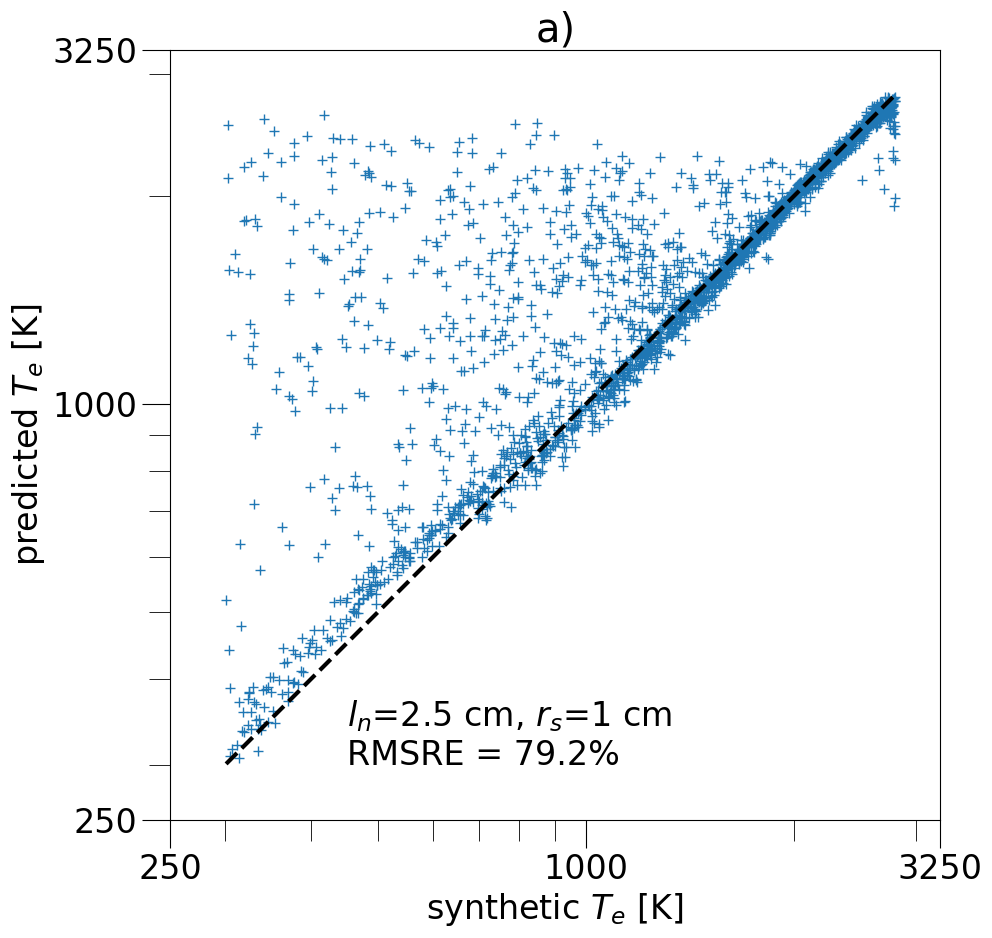 a)
3250
1000
250
predicted $T_e$ [K]
$l_n$=2.5 cm, $r_s$=1 cm
RMSRE = 79.2%
250 1000 3250
synthetic $T_e$ [K]